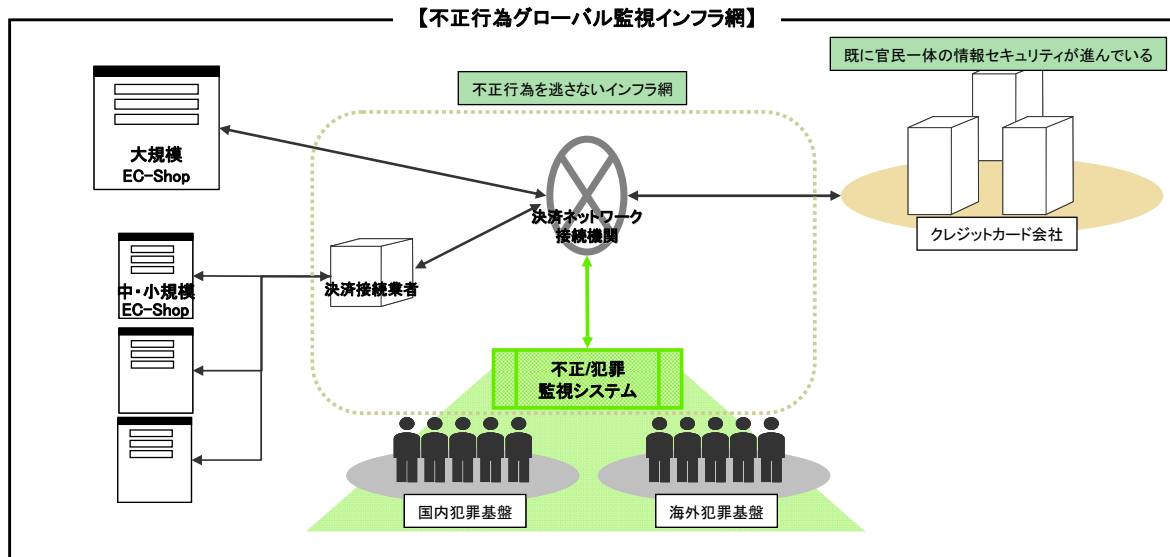 【不正行為グローバル監視インフラ網】
既に官民一体の情報セキュリティが進んでいる
不正行為を逃さないインフラ網
大規模
EC-Shop
決済ネットワーク
接続機関
クレジットカード会社
決済接続業者
中・小規模
EC-Shop
不正/犯罪
監視システム
国内犯罪基盤
海外犯罪基盤